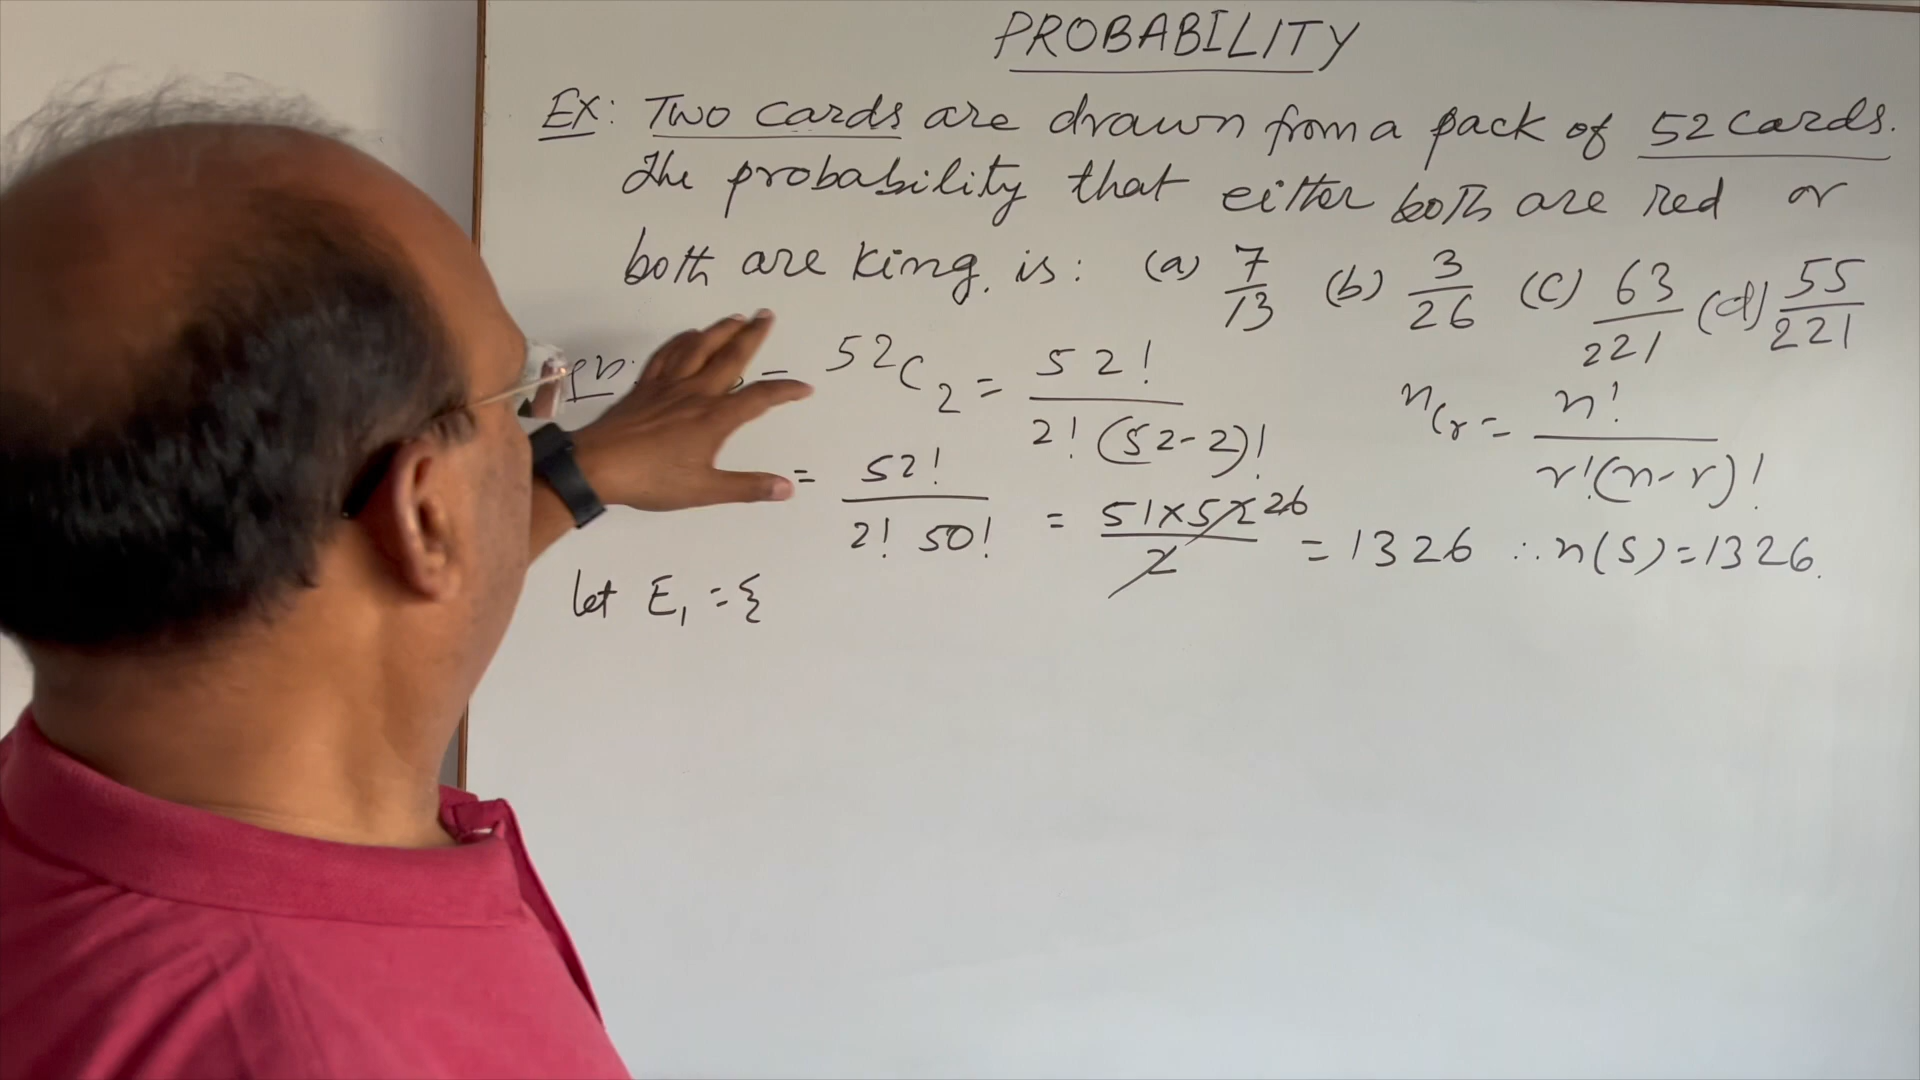 PROBABILITY
EX: Two cards are drawn from a pack of 52 cards.
The probability that either both are red or
both are king, is: (a) 7/13 (b) 3/26 (c) 63/221 (d) 55/221
= 52C2 = 52!/2!(52-2)! nCr = n!/r!(n-r)!
= 52!/2! 50! = 51x52 26/2 = 1326 ∴ n(S)=1326.
let E1 = {